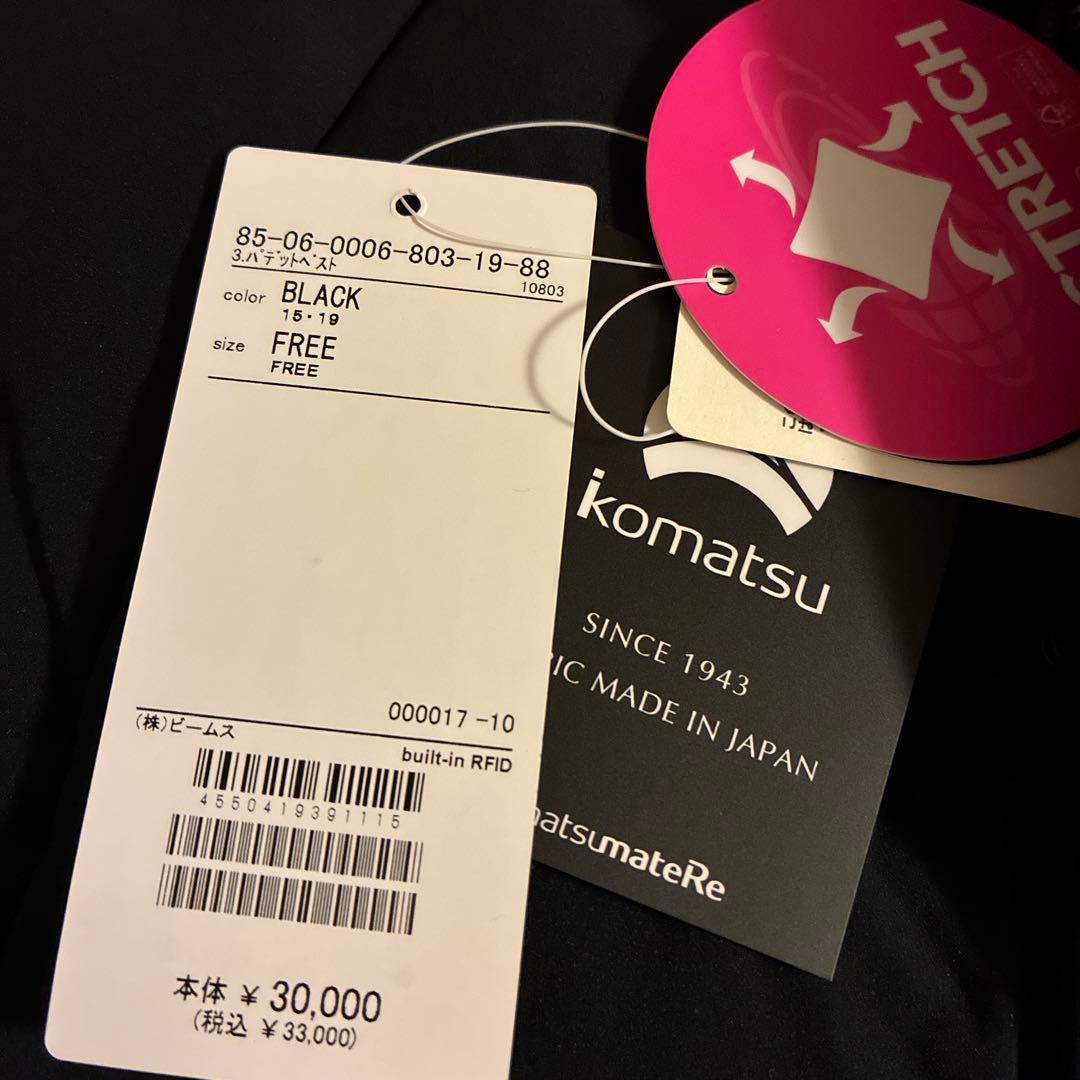 85-06-0006-803-19-88
3.パデットベスト
10803
color BLACK
15・19
size FREE
FREE
000017-10
(株)ビームス
built-in RFID
4550419391115
本体 ¥ 30,000
(税込 ¥ 33,000)
STRETCH
komatsu
SINCE 1943
MADE IN JAPAN
mateRe